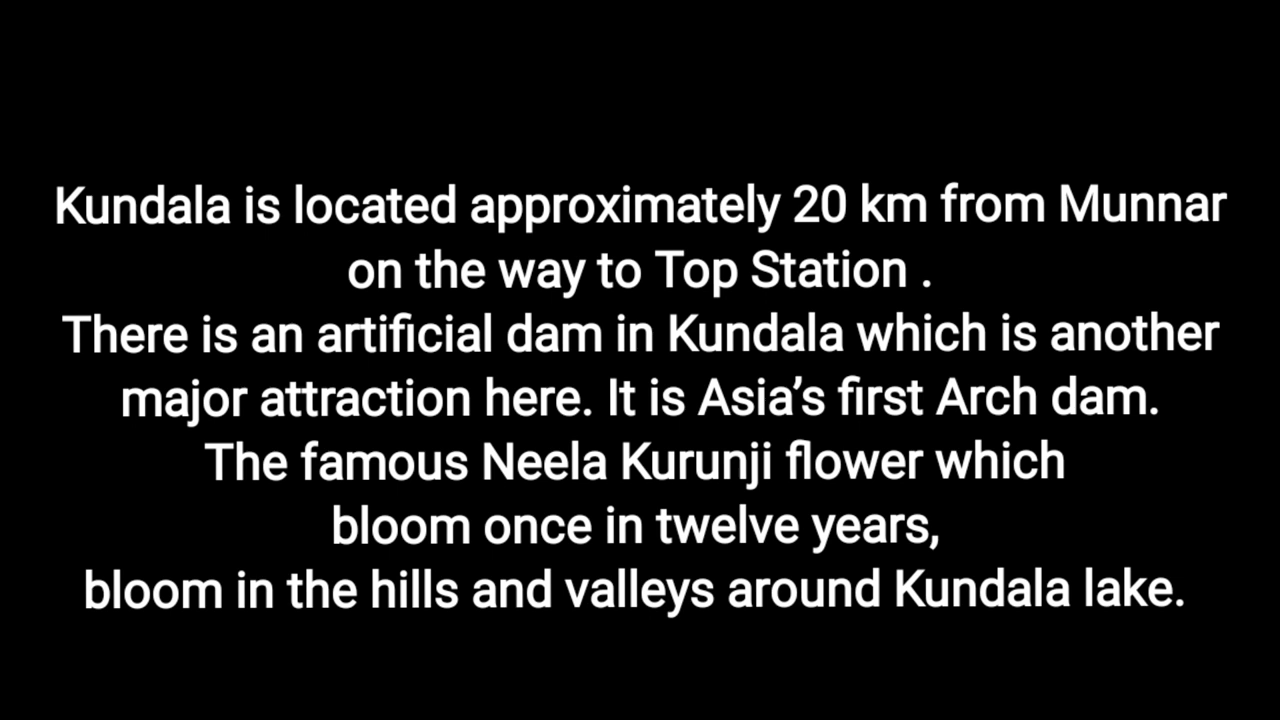 Kundala is located approximately 20 km from Munnar
on the way to Top Station .
There is an artificial dam in Kundala which is another
major attraction here. It is Asia’s first Arch dam.
The famous Neela Kurunji flower which
bloom once in twelve years,
bloom in the hills and valleys around Kundala lake.